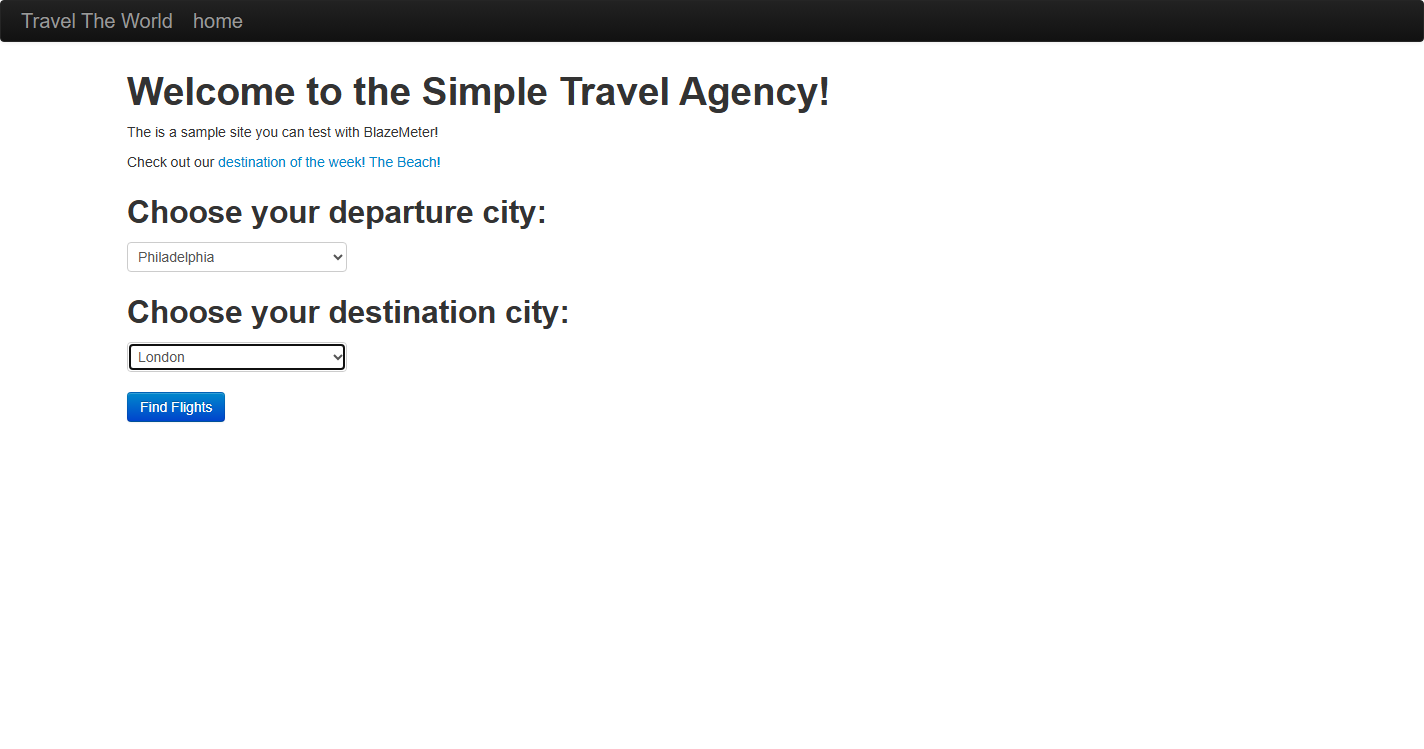 Travel The World home
Welcome to the Simple Travel Agency!
The is a sample site you can test with BlazeMeter!
Check out our destination of the week! The Beach!
Choose your departure city:
Philadelphia
Choose your destination city:
London
Find Flights